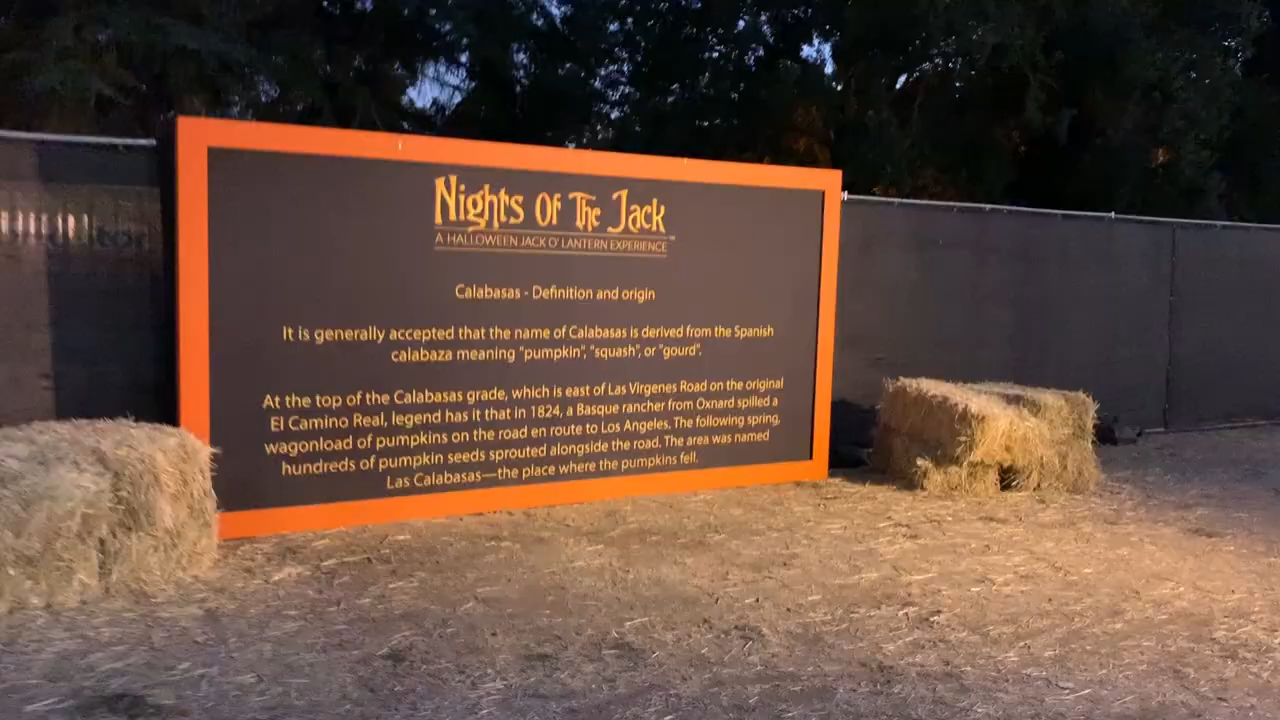 Nights Of The Jack
A HALLOWEEN JACK O' LANTERN EXPERIENCE™
Calabasas - Definition and origin
It is generally accepted that the name of Calabasas is derived from the Spanish
calabaza meaning "pumpkin", "squash", or "gourd".
At the top of the Calabasas grade, which is east of Las Virgenes Road on the original
El Camino Real, legend has it that in 1824, a Basque rancher from Oxnard spilled a
wagonload of pumpkins on the road en route to Los Angeles. The following spring,
hundreds of pumpkin seeds sprouted alongside the road. The area was named
Las Calabasas—the place where the pumpkins fell.